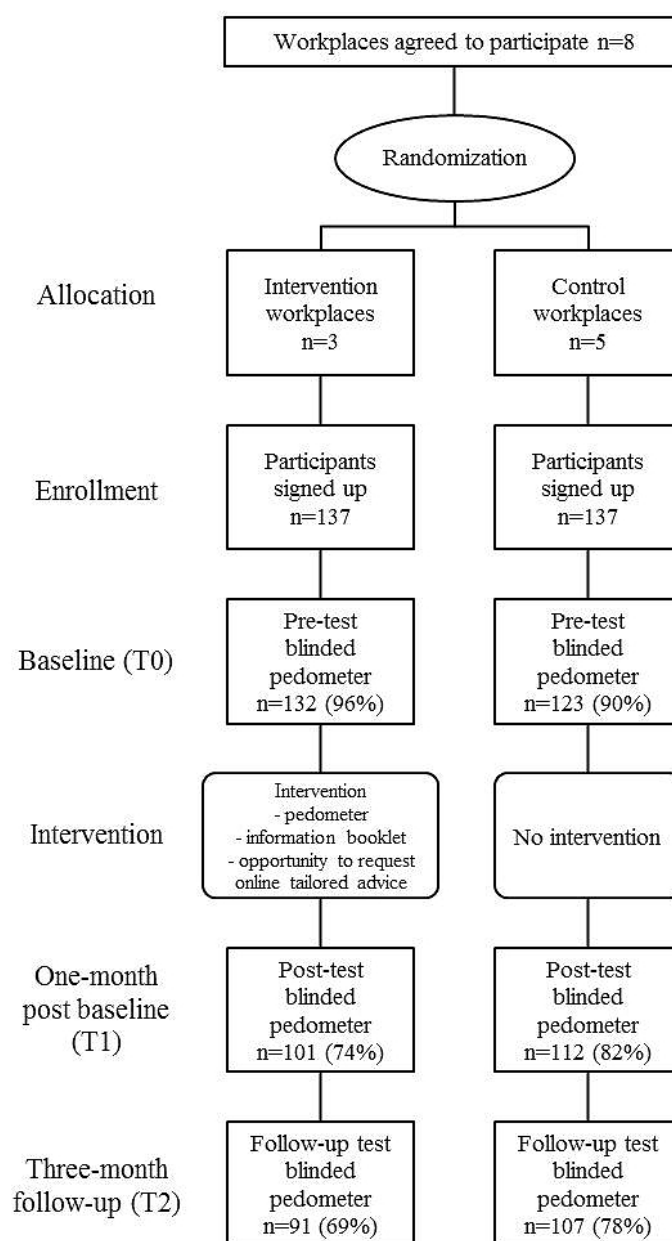 Workplaces agreed to participate n=8
Randomization
Allocation
Intervention
workplaces
n=3
Control
workplaces
n=5
Enrollment
Participants
signed up
n=137
Participants
signed up
n=137
Baseline (T0)
Pre-test
blinded
pedometer
n=132 (96%)
Pre-test
blinded
pedometer
n=123 (90%)
Intervention
Intervention
- pedometer
- information booklet
- opportunity to request
online tailored advice
No intervention
One-month
post baseline
(T1)
Post-test
blinded
pedometer
n=101 (74%)
Post-test
blinded
pedometer
n=112 (82%)
Three-month
follow-up (T2)
Follow-up test
blinded
pedometer
n=91 (69%)
Follow-up test
blinded
pedometer
n=107 (78%)